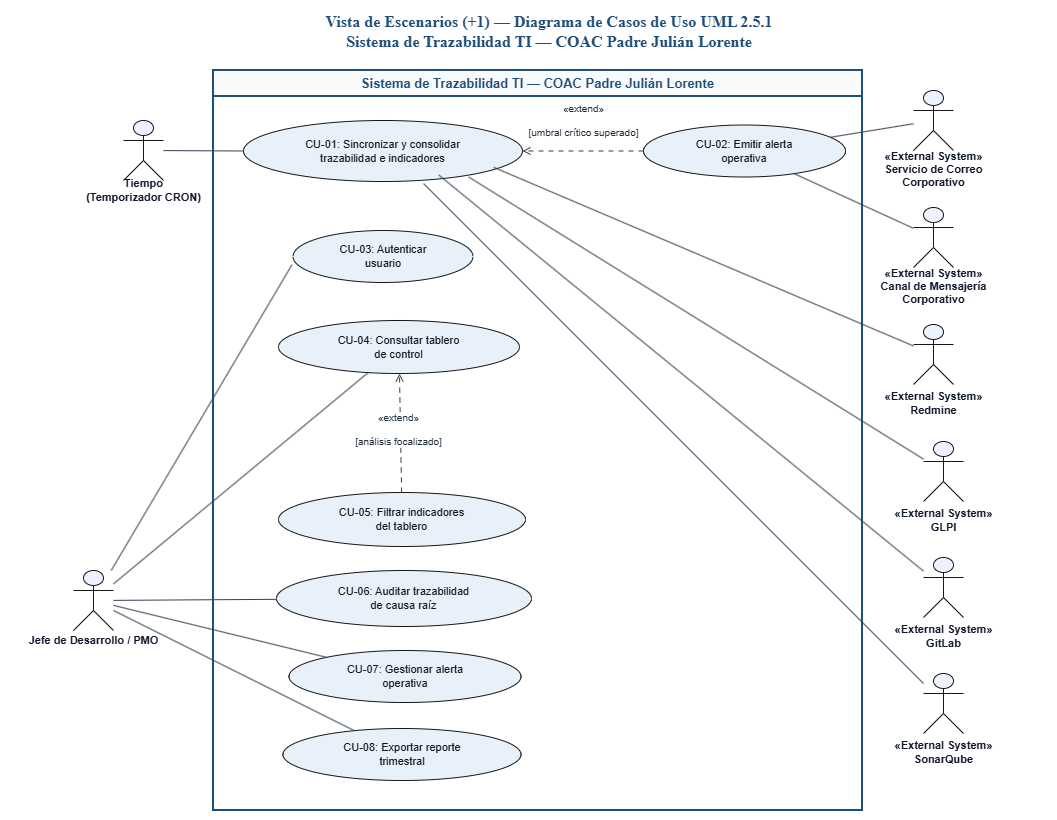 Vista de Escenarios (+1) — Diagrama de Casos de Uso UML 2.5.1
Sistema de Trazabilidad TI — COAC Padre Julián Lorente
Sistema de Trazabilidad TI — COAC Padre Julián Lorente
«extend»
[umbral crítico superado]
CU-01: Sincronizar y consolidar
trazabilidad e indicadores
CU-02: Emitir alerta
operativa
Tiempo
(Temporizador CRON)
«External System»
Servicio de Correo
Corporativo
CU-03: Autenticar
usuario
«External System»
Canal de Mensajería
Corporativo
CU-04: Consultar tablero
de control
«External System»
Redmine
«extend»
[análisis focalizado]
CU-05: Filtrar indicadores
del tablero
«External System»
GLPI
CU-06: Auditar trazabilidad
de causa raíz
Jefe de Desarrollo / PMO
«External System»
GitLab
CU-07: Gestionar alerta
operativa
CU-08: Exportar reporte
trimestral
«External System»
SonarQube